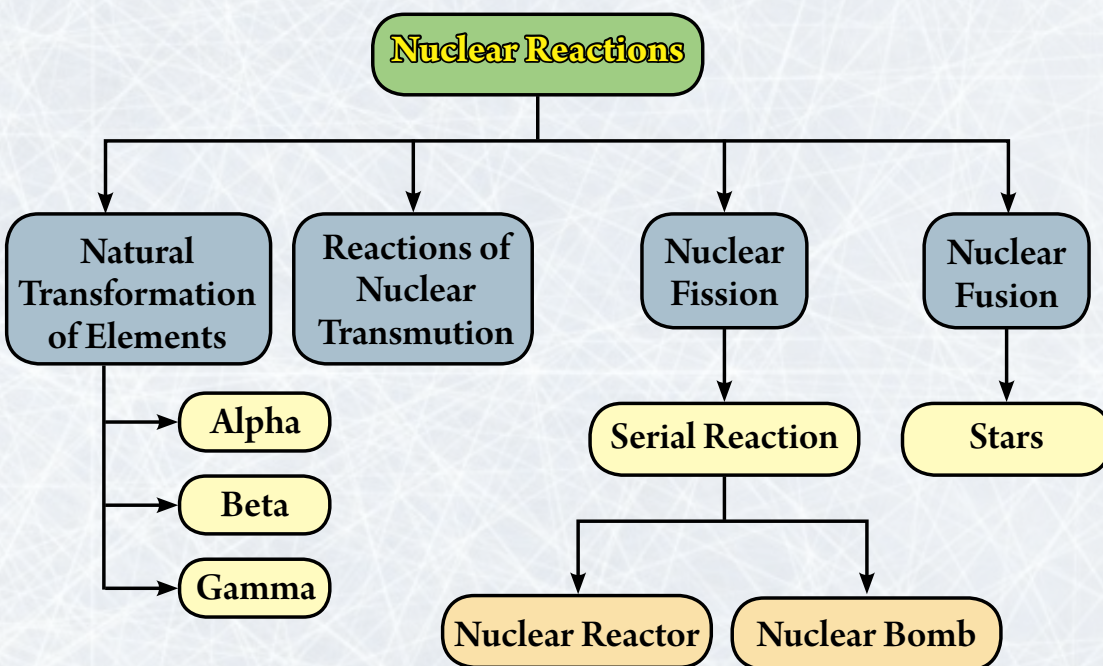 Nuclear Reactions
Natural
Transformation
of Elements
Reactions of
Nuclear
Transmution
Nuclear
Fission
Nuclear
Fusion
Alpha
Beta
Gamma
Serial Reaction
Stars
Nuclear Reactor
Nuclear Bomb